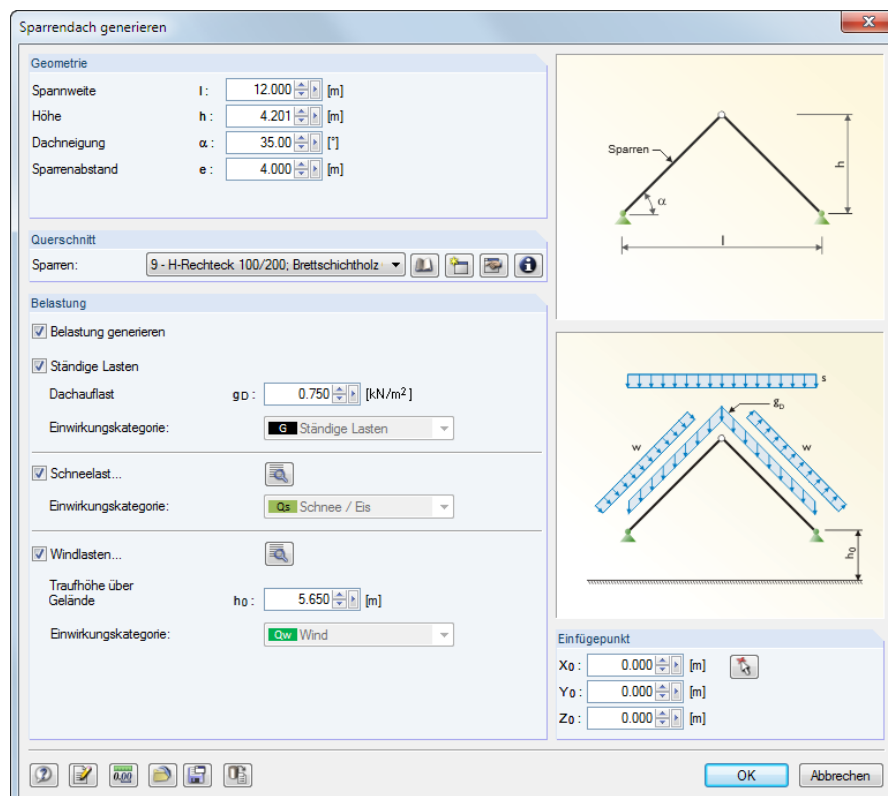 Sparrendach generieren
Geometrie
Spannweite l : 12.000 [m]
Höhe h : 4.201 [m]
Dachneigung α : 35.00 [°]
Sparrenabstand e : 4.000 [m]
Querschnitt
Sparren: 9 - H-Rechteck 100/200; Brettschichtholz
Belastung
Belastung generieren
Ständige Lasten
Dachauflast gD : 0.750 [kN/m²]
Einwirkungskategorie: G Ständige Lasten
Schneelast...
Einwirkungskategorie: Qs Schnee / Eis
Windlasten...
Traufhöhe über
Gelände h0 : 5.650 [m]
Einwirkungskategorie: Qw Wind
Sparren
α
h
l
s
gD
w
w
h0
Einfügepunkt
X0 : 0.000 [m]
Y0 : 0.000 [m]
Z0 : 0.000 [m]
0.00
OK Abbrechen